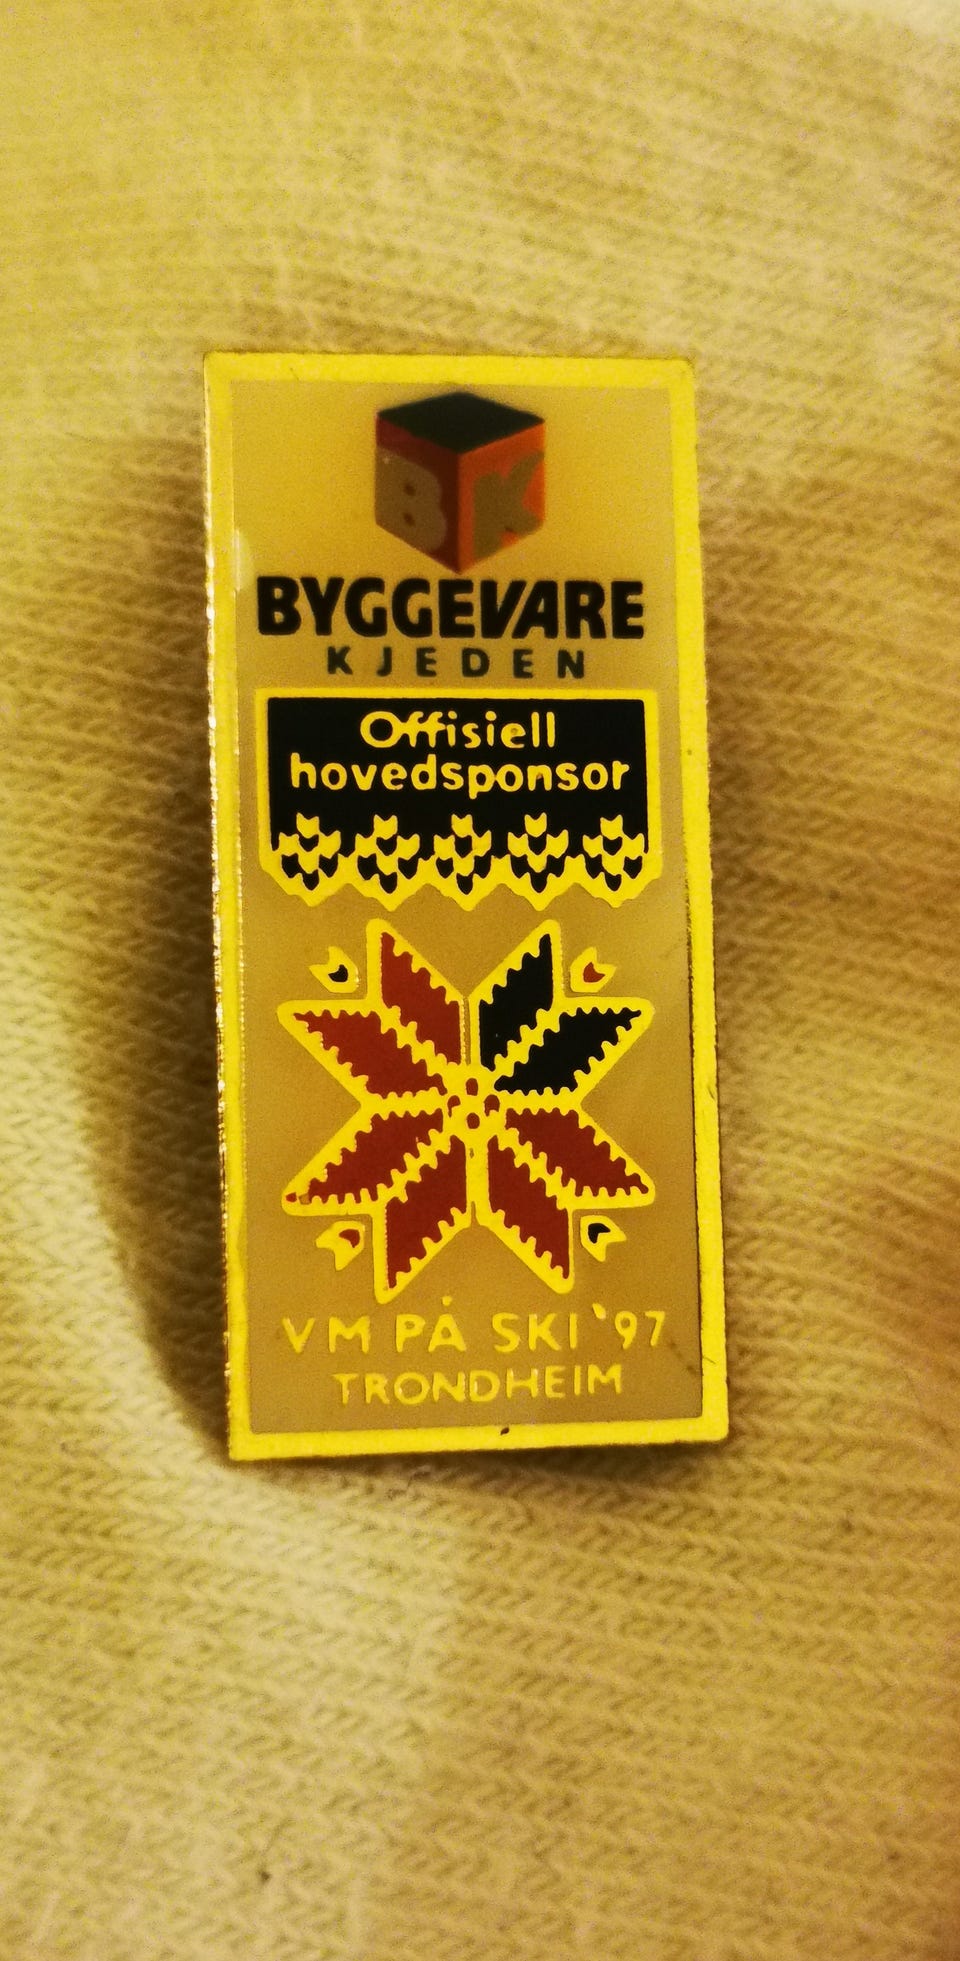 BK
BYGGEVARE
KJEDEN
Offisiell
hovedsponsor
VM PÅ SKI '97
TRONDHEIM